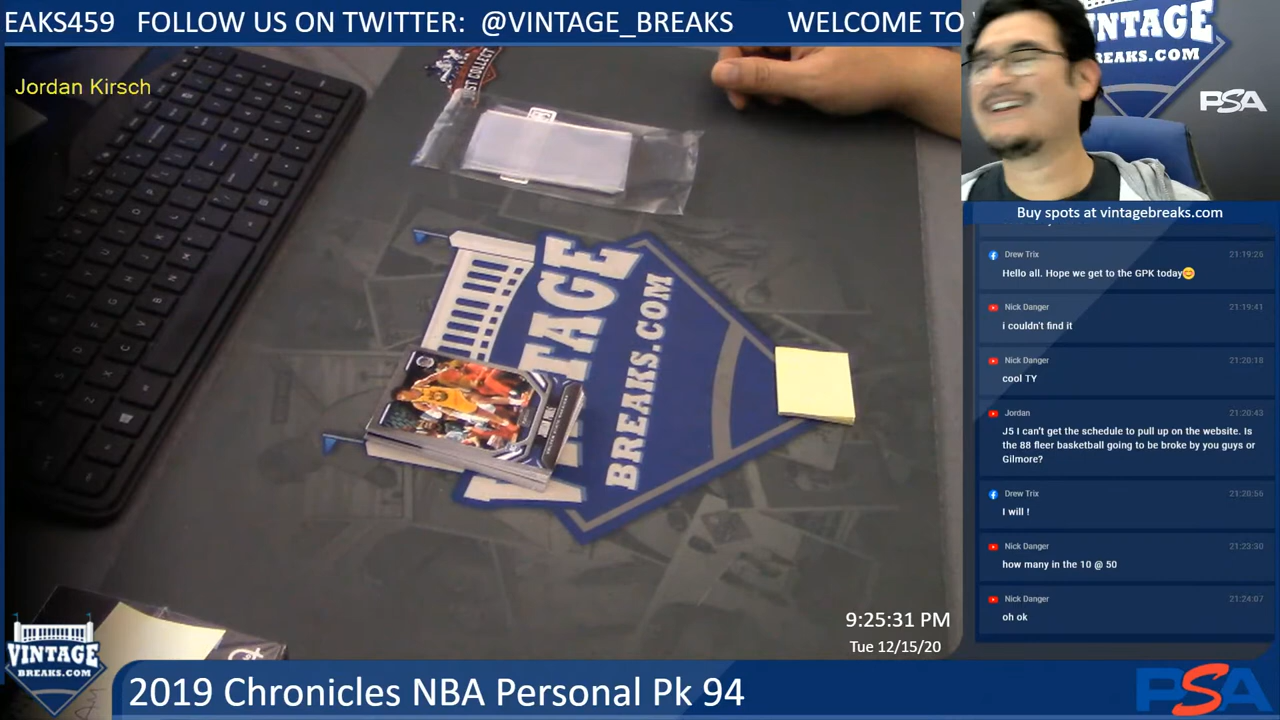 EAKS459 FOLLOW US ON TWITTER: @VINTAGE_BREAKS WELCOME TO
VINTAGE
BREAKS.COM
PSA
Jordan Kirsch
ST COLLECT
Buy spots at vintagebreaks.com
Drew Trix 21:19:26
Hello all. Hope we get to the GPK today😊
Nick Danger 21:19:41
i couldn't find it
Nick Danger 21:20:18
cool TY
Jordan 21:20:43
J5 I can't get the schedule to pull up on the website. Is
the 88 fleer basketball going to be broke by you guys or
Gilmore?
Drew Trix 21:20:56
I will !
Nick Danger 21:23:30
how many in the 10 @ 50
Nick Danger 21:24:07
oh ok
VINTAGE
BREAKS.COM
9:25:31 PM
Tue 12/15/20
VINTAGE
BREAKS.COM
2019 Chronicles NBA Personal Pk 94
PSA